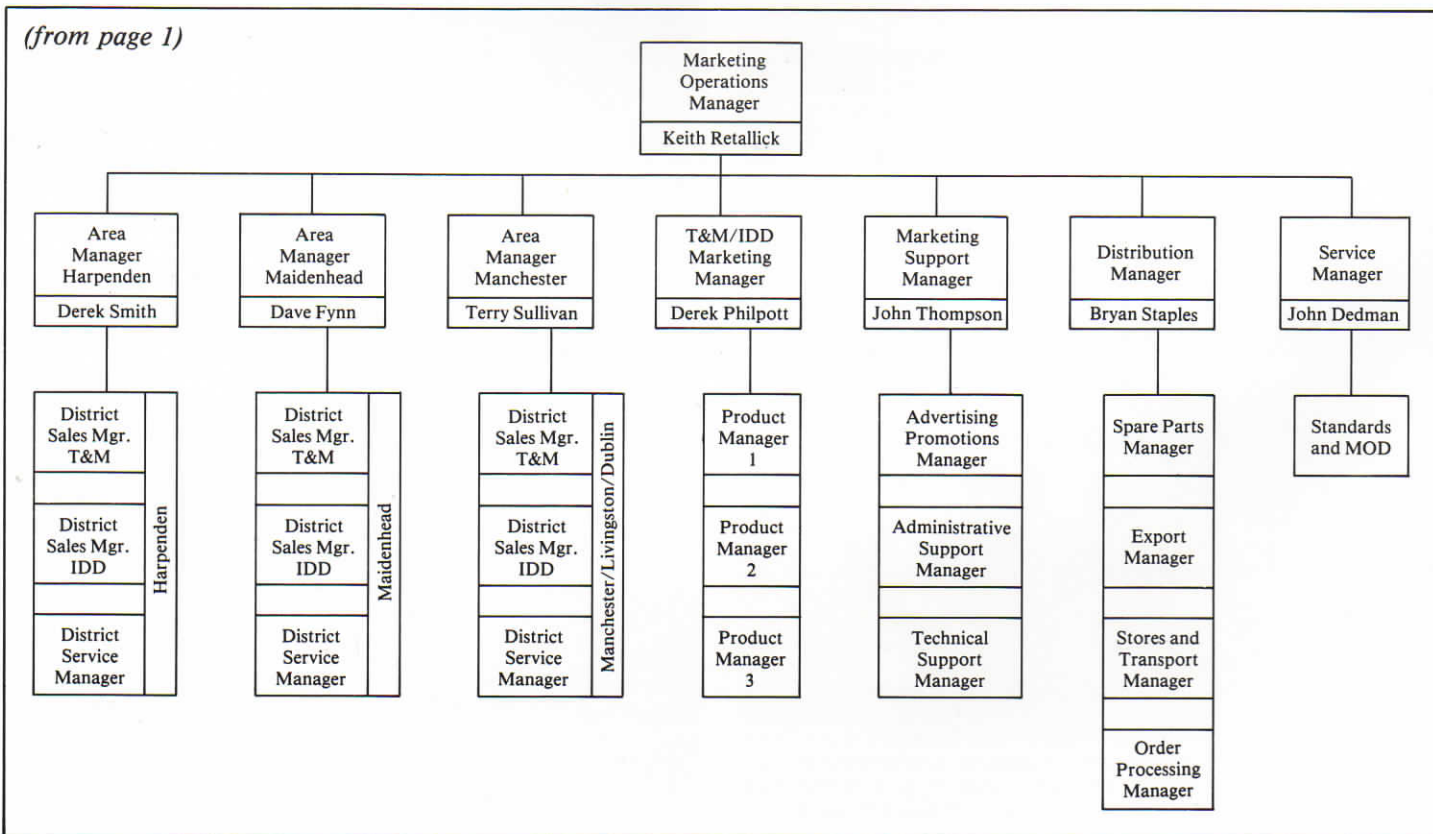 (from page 1)
Marketing
Operations
Manager
Keith Retallick
Area
Manager
Harpenden
Derek Smith
Area
Manager
Maidenhead
Dave Fynn
Area
Manager
Manchester
Terry Sullivan
T&M/IDD
Marketing
Manager
Derek Philpott
Marketing
Support
Manager
John Thompson
Distribution
Manager
Bryan Staples
Service
Manager
John Dedman
District
Sales Mgr.
T&M
District
Sales Mgr.
IDD
District
Service
Manager
Harpenden
District
Sales Mgr.
T&M
District
Sales Mgr.
IDD
District
Service
Manager
Maidenhead
District
Sales Mgr.
T&M
District
Sales Mgr.
IDD
District
Service
Manager
Manchester/Livingston/Dublin
Product
Manager
1
Product
Manager
2
Product
Manager
3
Advertising
Promotions
Manager
Administrative
Support
Manager
Technical
Support
Manager
Spare Parts
Manager
Export
Manager
Stores and
Transport
Manager
Order
Processing
Manager
Standards
and MOD